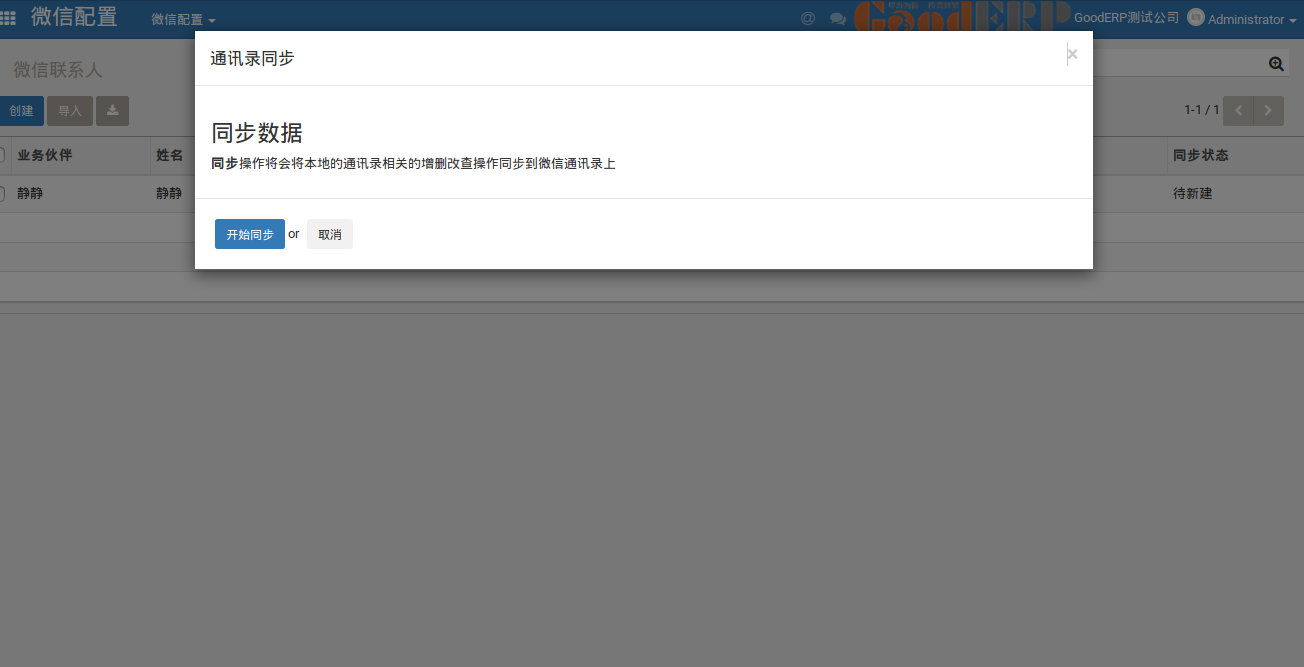 微信配置 微信配置 @ GoodERP GoodERP测试公司 Administrator
通讯录同步 ×
微信联系人
创建 导入 1-1 / 1
同步数据
业务伙伴 姓名 同步状态
同步操作将会将本地的通讯录相关的增删改查操作同步到微信通讯录上
静静 静静 待新建
开始同步 or 取消